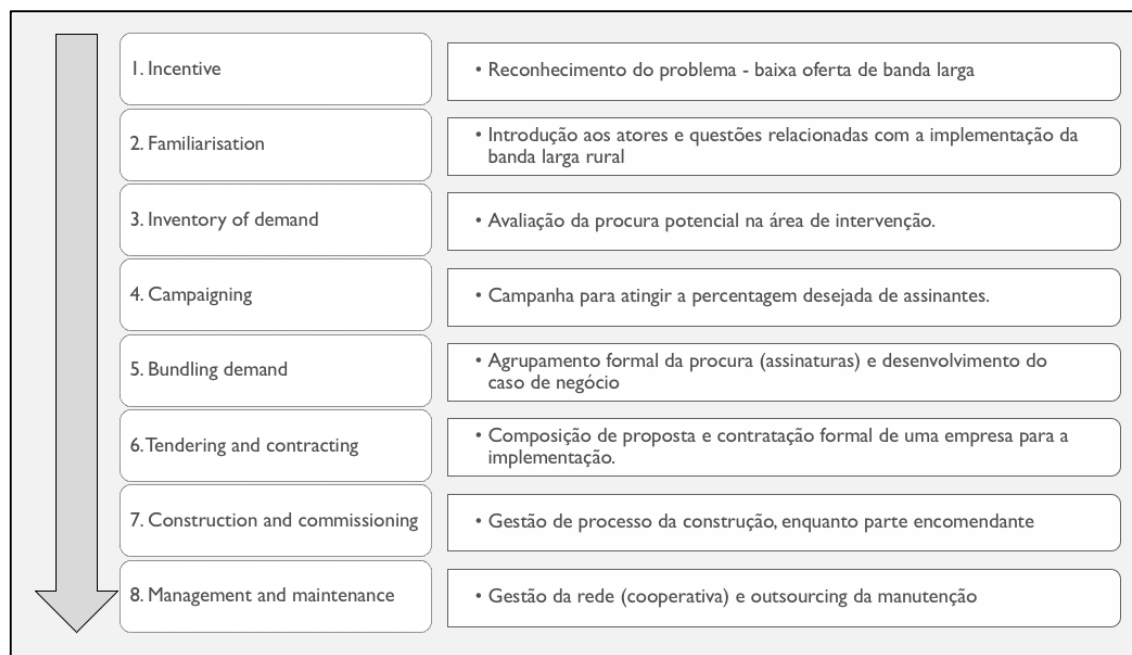 1. Incentive
• Reconhecimento do problema - baixa oferta de banda larga
2. Familiarisation
• Introdução aos atores e questões relacionadas com a implementação da
banda larga rural
3. Inventory of demand
• Avaliação da procura potencial na área de intervenção.
4. Campaigning
• Campanha para atingir a percentagem desejada de assinantes.
5. Bundling demand
• Agrupamento formal da procura (assinaturas) e desenvolvimento do
caso de negócio
6. Tendering and contracting
• Composição de proposta e contratação formal de uma empresa para a
implementação.
7. Construction and commissioning
• Gestão de processo da construção, enquanto parte encomendante
8. Management and maintenance
• Gestão da rede (cooperativa) e outsourcing da manutenção